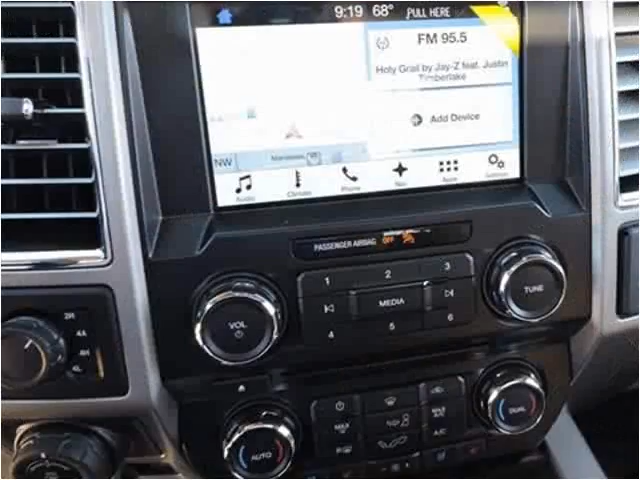 9:19 68° PULL HERE
FM 95.5
Holy Grail by Jay-Z feat. Justin
Timberlake
Add Device
NW
Audio
Climate
Phone
Nav
Apps
Settings
PASSENGER AIRBAG OFF
1 2 3
MEDIA
4 5 6
VOL
TUNE
2R
4A
4H
4L
MAX A/C
A/C
AUTO
DUAL